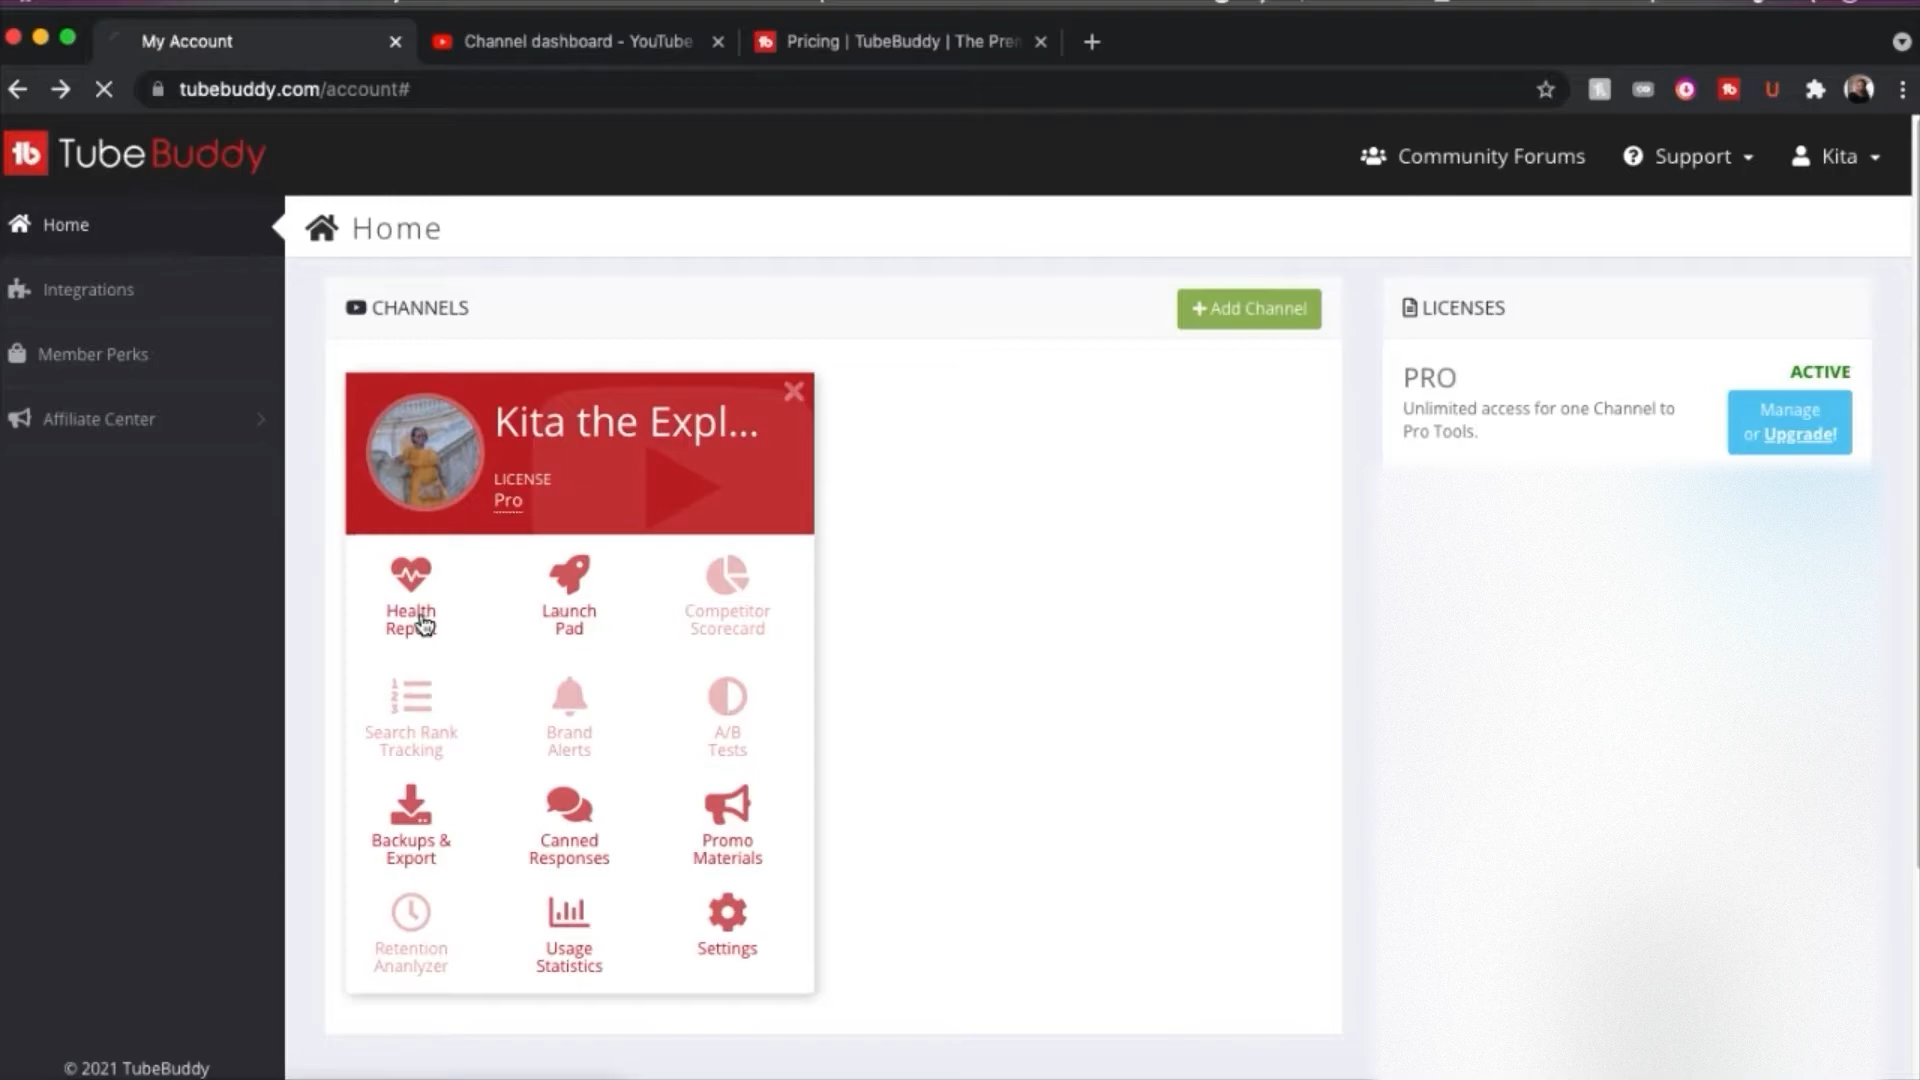 My Account
Channel dashboard - YouTube
Pricing | TubeBuddy | The Pren
tubebuddy.com/account#
TubeBuddy
Community Forums
Support
Kita
Home
Integrations
Member Perks
Affiliate Center
© 2021 TubeBuddy
Home
CHANNELS
Add Channel
Kita the Expl...
LICENSE
Pro
Health
Report
Launch
Pad
Competitor
Scorecard
Search Rank
Tracking
Brand
Alerts
A/B
Tests
Backups &
Export
Canned
Responses
Promo
Materials
Retention
Ananlyzer
Usage
Statistics
Settings
LICENSES
PRO
ACTIVE
Unlimited access for one Channel to
Pro Tools.
Manage
or Upgrade!